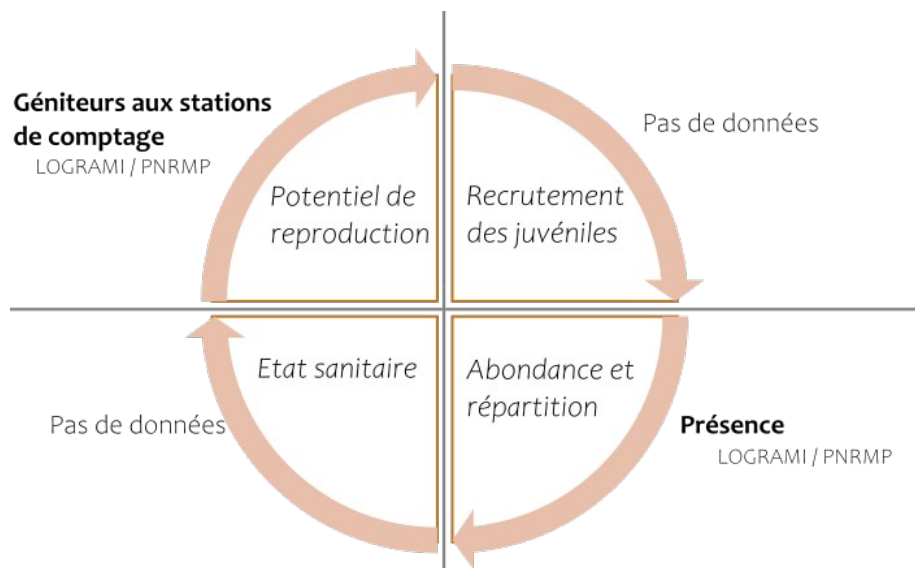 Géniteurs aux stations
de comptage
LOGRAMI / PNRMP
Potentiel de
reproduction
Recrutement
des juvéniles
Pas de données
Etat sanitaire
Pas de données
Abondance et
répartition
Présence
LOGRAMI / PNRMP